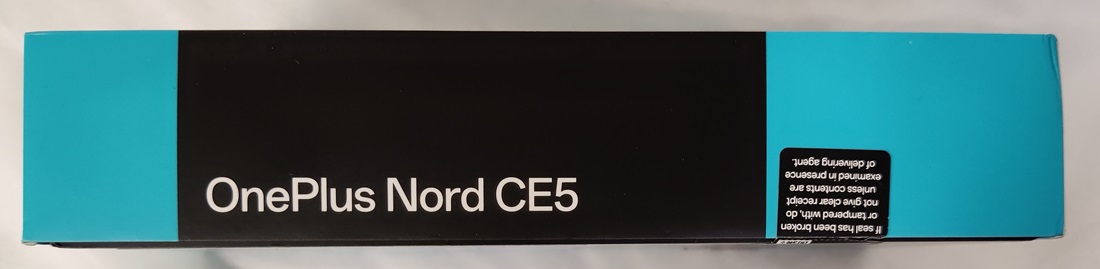 OnePlus Nord CE5
If seal has been broken
or tampered with, do
not give clear receipt
unless contents are
examined in presence
of delivering agent.